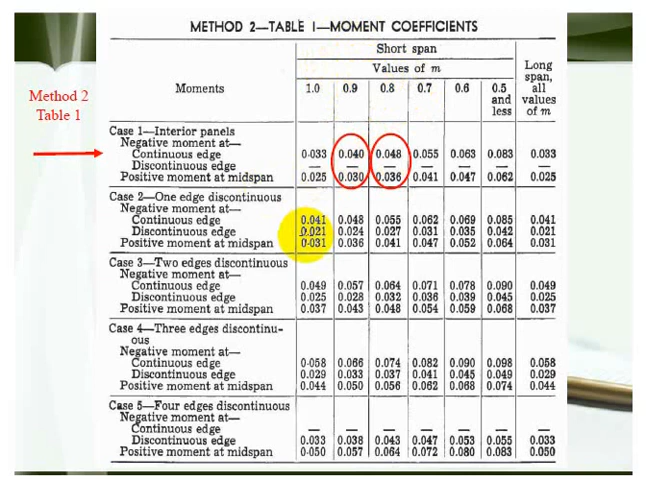 METHOD 2—TABLE 1—MOMENT COEFFICIENTS
Short span
Values of m
Long span, all values of m
Moments 1.0 0.9 0.8 0.7 0.6 0.5 and less
Method 2
Table 1
Case 1—Interior panels
Negative moment at—
Continuous edge 0·033 0.040 0.048 0.055 0.063 0.083 0.033
Discontinuous edge — — — — — — —
Positive moment at midspan 0·025 0.030 0.036 0.041 0.047 0.062 0.025
Case 2—One edge discontinuous
Negative moment at—
Continuous edge 0.041 0.048 0.055 0.062 0.069 0.085 0.041
Discontinuous edge 0.021 0.024 0.027 0.031 0.035 0.042 0.021
Positive moment at midspan 0·031 0.036 0.041 0.047 0.052 0.064 0.031
Case 3—Two edges discontinuous
Negative moment at—
Continuous edge 0.049 0.057 0.064 0.071 0.078 0.090 0.049
Discontinuous edge 0.025 0.028 0.032 0.036 0.039 0.045 0.025
Positive moment at midspan 0.037 0.043 0.048 0.054 0.059 0.068 0.037
Case 4—Three edges discontinu-
ous
Negative moment at—
Continuous edge 0·058 0.066 0.074 0.082 0.090 0.098 0.058
Discontinuous edge 0.029 0.033 0.037 0.041 0.045 0.049 0.029
Positive moment at midspan 0.044 0.050 0.056 0.062 0.068 0.074 0.044
Case 5—Four edges discontinuous
Negative moment at—
Continuous edge — — — — — — —
Discontinuous edge 0.033 0.038 0.043 0.047 0.053 0.055 0.033
Positive moment at midspan 0·050 0.057 0.064 0.072 0.080 0.083 0.050